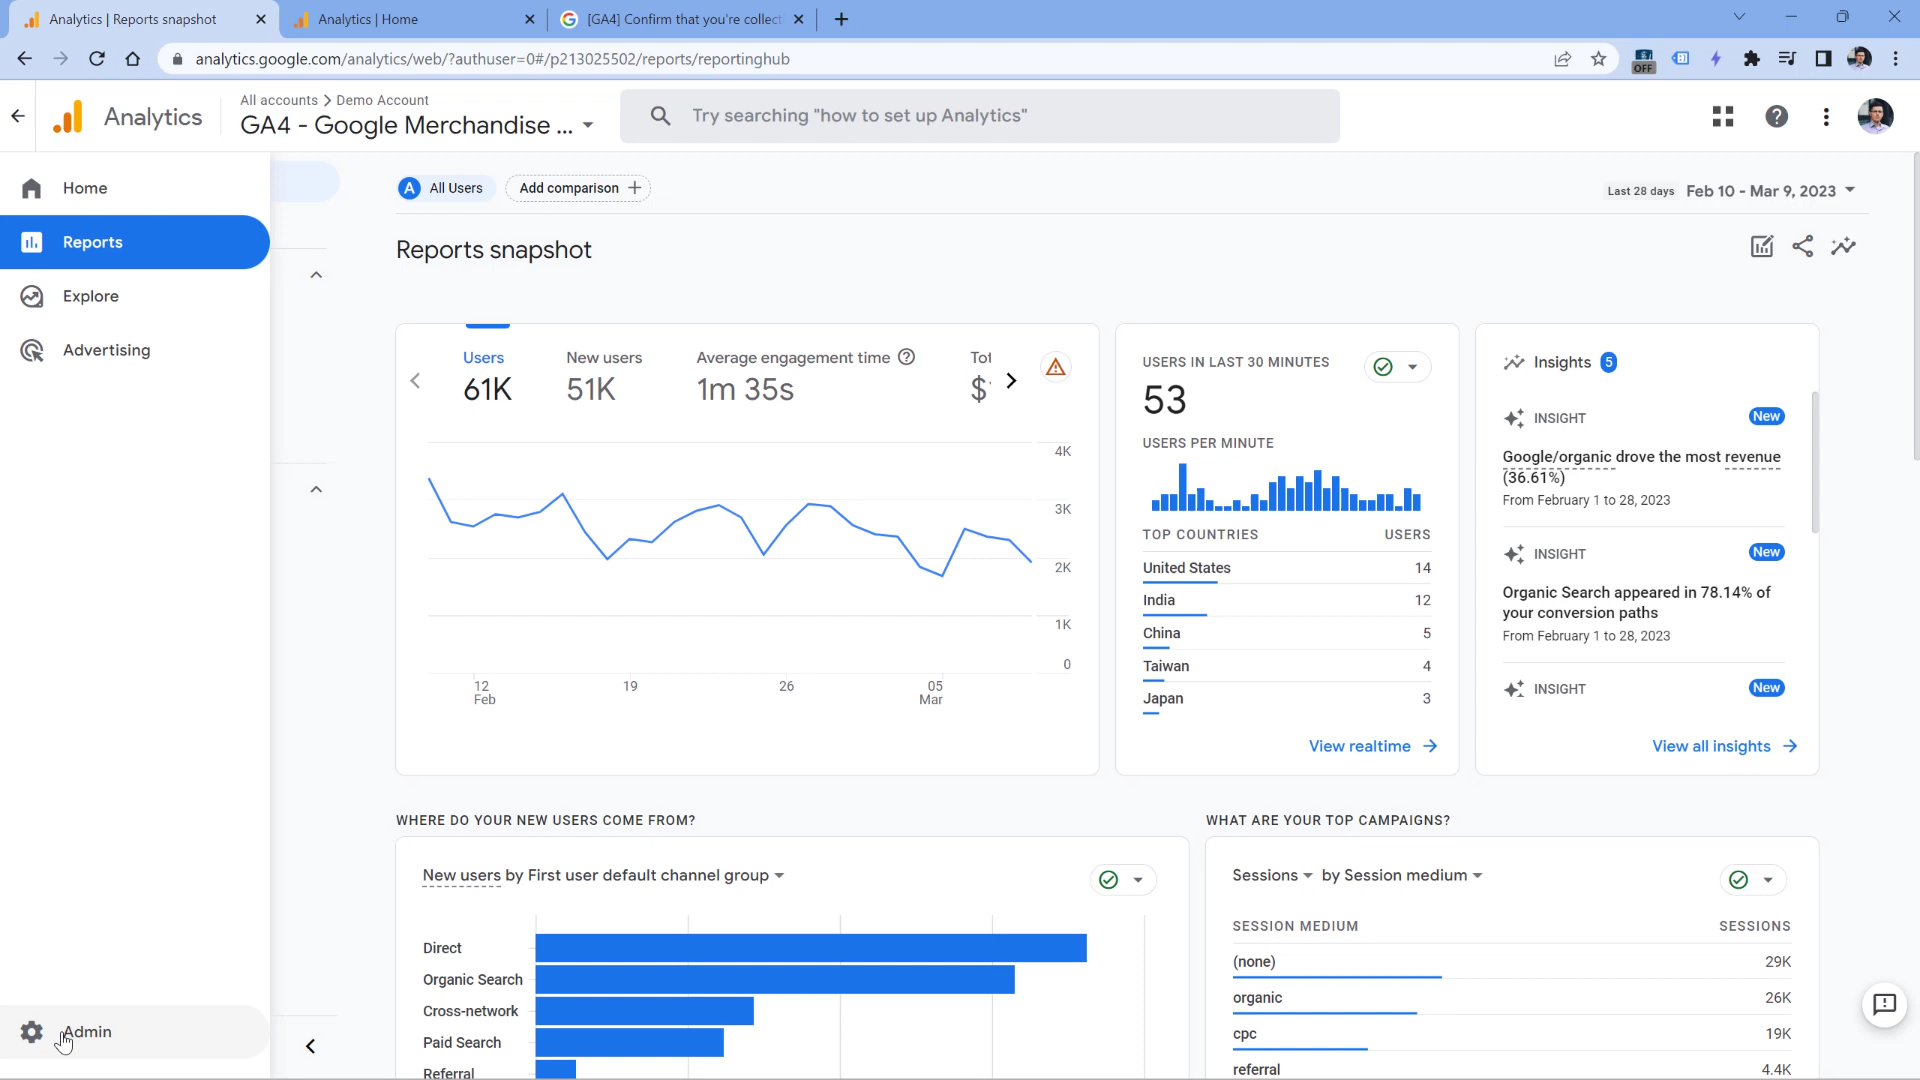 Analytics | Reports snapshot
Analytics | Home
[GA4] Confirm that you're collect
analytics.google.com/analytics/web/?authuser=0#/p213025502/reports/reportinghub
OFF
Analytics
All accounts > Demo Account
GA4 - Google Merchandise ...
Try searching "how to set up Analytics"
Home
Reports
Explore
Advertising
Admin
A All Users
Add comparison +
Last 28 days Feb 10 - Mar 9, 2023
Reports snapshot
Users
61K
New users
51K
Average engagement time
1m 35s
Tot
$
4K
3K
2K
1K
0
12
Feb
19
26
05
Mar
USERS IN LAST 30 MINUTES
53
USERS PER MINUTE
TOP COUNTRIES USERS
United States 14
India 12
China 5
Taiwan 4
Japan 3
View realtime
Insights 5
INSIGHT New
Google/organic drove the most revenue
(36.61%)
From February 1 to 28, 2023
INSIGHT New
Organic Search appeared in 78.14% of
your conversion paths
From February 1 to 28, 2023
INSIGHT New
View all insights
WHERE DO YOUR NEW USERS COME FROM?
New users by First user default channel group
Direct
Organic Search
Cross-network
Paid Search
Referral
WHAT ARE YOUR TOP CAMPAIGNS?
Sessions by Session medium
SESSION MEDIUM SESSIONS
(none) 29K
organic 26K
cpc 19K
referral 4.4K